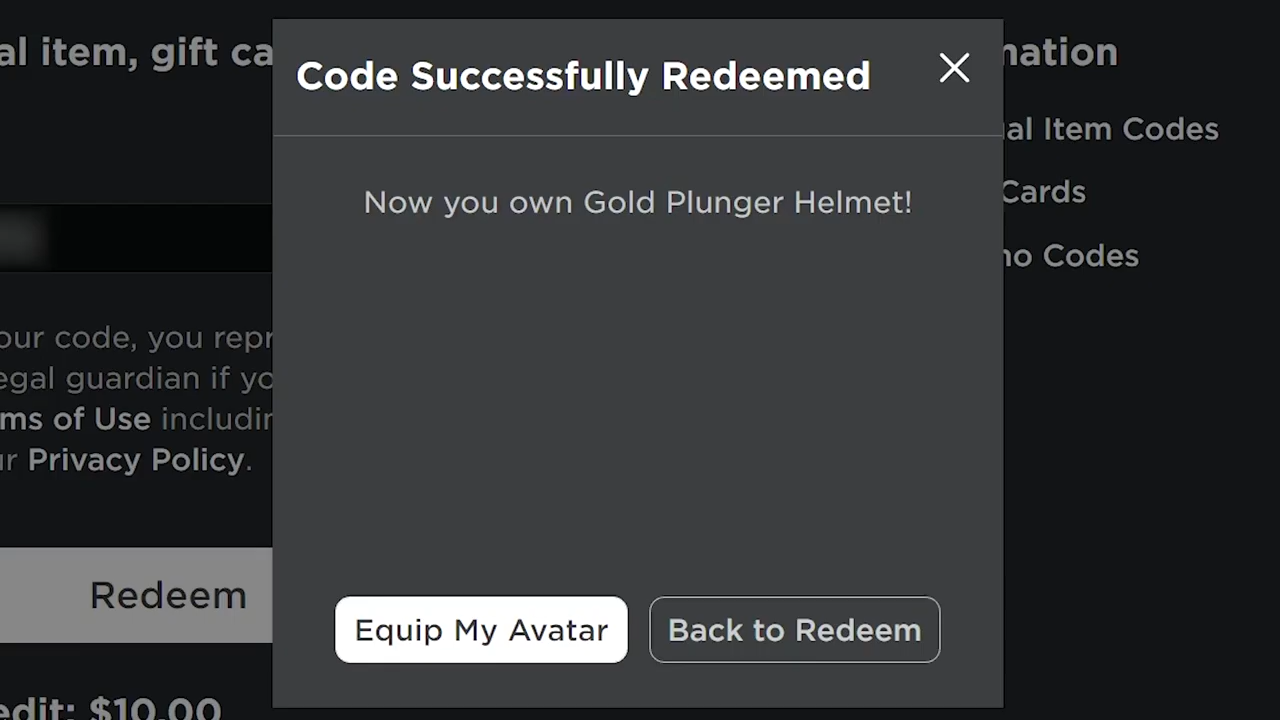 al item, gift ca
Code Successfully Redeemed
nation
al Item Codes
Now you own Gold Plunger Helmet!
Cards
no Codes
our code, you repr
egal guardian if yo
ms of Use includin
ur Privacy Policy.
Redeem
Equip My Avatar
Back to Redeem
edit: $10.00